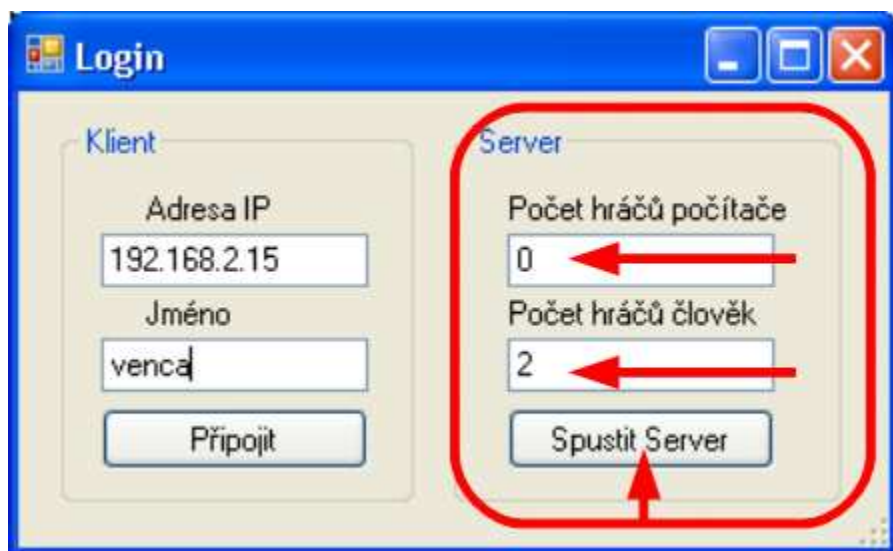 Login
Klient
Adresa IP
192.168.2.15
Jméno
venca
Připojit
Server
Počet hráčů počítače
0
Počet hráčů člověk
2
Spustit Server